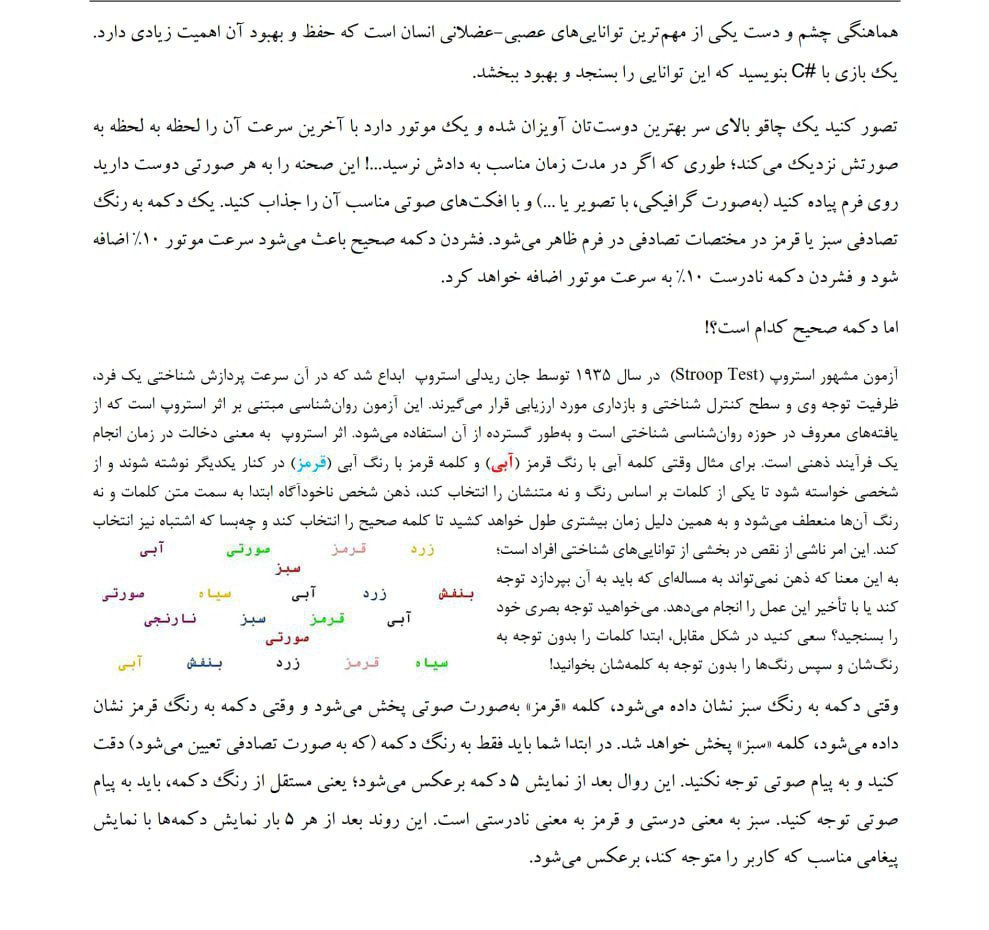 هماهنگی چشم و دست یکی از مهم‌ترین توانایی‌های عصبی-عضلانی انسان است که حفظ و بهبود آن اهمیت زیادی دارد.
یک بازی با C# بنویسید که این توانایی را بسنجد و بهبود ببخشد.
تصور کنید یک چاقو بالای سر بهترین دوست‌تان آویزان شده و یک موتور دارد با آخرین سرعت آن را لحظه به لحظه به
صورتش نزدیک می‌کند؛ طوری که اگر در مدت زمان مناسب به دادش نرسید...! این صحنه را به هر صورتی دوست دارید
روی فرم پیاده کنید (به‌صورت گرافیکی، با تصویر یا ...) و با افکت‌های صوتی مناسب آن را جذاب کنید. یک دکمه به رنگ
تصادفی سبز یا قرمز در مختصات تصادفی در فرم ظاهر می‌شود. فشردن دکمه صحیح باعث می‌شود سرعت موتور ۱۰٪ اضافه
شود و فشردن دکمه نادرست ۱۰٪ به سرعت موتور اضافه خواهد کرد.
اما دکمه صحیح کدام است؟!
آزمون مشهور استروپ (Stroop Test) در سال ۱۹۳۵ توسط جان ریدلی استروپ ابداع شد که در آن سرعت پردازش شناختی یک فرد،
ظرفیت توجه وی و سطح کنترل شناختی و بازداری مورد ارزیابی قرار می‌گیرند. این آزمون روان‌شناسی مبتنی بر اثر استروپ است که از
یافته‌های معروف در حوزه روان‌شناسی شناختی است و به‌طور گسترده از آن استفاده می‌شود. اثر استروپ به معنی دخالت در زمان انجام
یک فرآیند ذهنی است. برای مثال وقتی کلمه آبی با رنگ قرمز (آبی) و کلمه قرمز با رنگ آبی (قرمز) در کنار یکدیگر نوشته شوند و از
شخصی خواسته شود تا یکی از کلمات بر اساس رنگ و نه متنشان را انتخاب کند، ذهن شخص ناخودآگاه ابتدا به سمت متن کلمات و نه
رنگ آن‌ها منعطف می‌شود و به همین دلیل زمان بیشتری طول خواهد کشید تا کلمه صحیح را انتخاب کند و چه‌بسا که اشتباه نیز انتخاب
کند. این امر ناشی از نقص در بخشی از توانایی‌های شناختی افراد است؛
به این معنا که ذهن نمی‌تواند به مساله‌ای که باید به آن بپردازد توجه
کند یا با تأخیر این عمل را انجام می‌دهد. می‌خواهید توجه بصری خود
را بسنجید؟ سعی کنید در شکل مقابل، ابتدا کلمات را بدون توجه به
رنگ‌شان و سپس رنگ‌ها را بدون توجه به کلمه‌شان بخوانید!
زرد قرمز صورتی آبی
سبز
بنفش زرد آبی سیاه صورتی
آبی قرمز سبز نارنجی
صورتی
سیاه قرمز زرد بنفش آبی
وقتی دکمه به رنگ سبز نشان داده می‌شود، کلمه «قرمز» به‌صورت صوتی پخش می‌شود و وقتی دکمه به رنگ قرمز نشان
داده می‌شود، کلمه «سبز» پخش خواهد شد. در ابتدا شما باید فقط به رنگ دکمه (که به صورت تصادفی تعیین می‌شود) دقت
کنید و به پیام صوتی توجه نکنید. این روال بعد از نمایش ۵ دکمه برعکس می‌شود؛ یعنی مستقل از رنگ دکمه، باید به پیام
صوتی توجه کنید. سبز به معنی درستی و قرمز به معنی نادرستی است. این روند بعد از هر ۵ بار نمایش دکمه‌ها با نمایش
پیغامی مناسب که کاربر را متوجه کند، برعکس می‌شود.